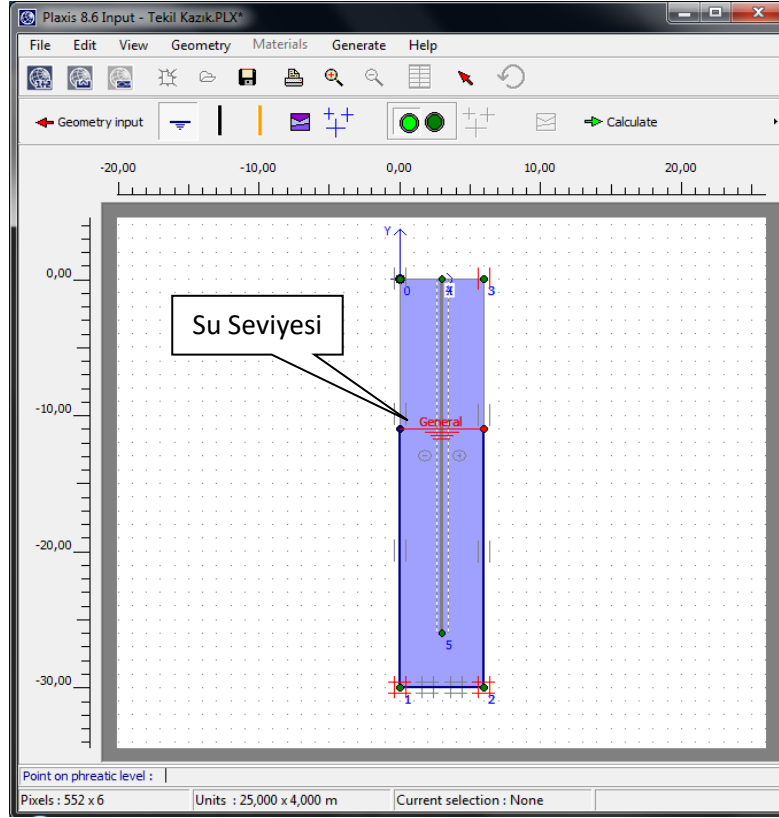 Plaxis 8.6 Input - Tekil Kazık.PLX*
File Edit View Geometry Materials Generate Help
Geometry input Calculate
-20,00 -10,00 0,00 10,00 20,00
Y
0,00
0 3
Su Seviyesi
-10,00
General
-20,00
5
-30,00
1 2
Point on phreatic level :
Pixels : 552 x 6 Units : 25,000 x 4,000 m Current selection : None